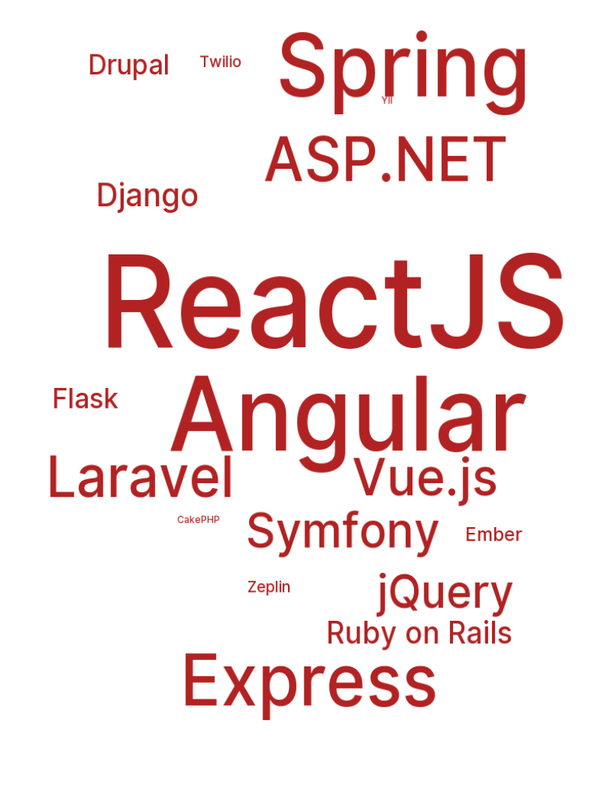 Spring
Drupal
Twilio
Yii
ASP.NET
Django
ReactJS
Flask
Angular
Laravel
Vue.js
CakePHP
Symfony
Ember
Zeplin
jQuery
Ruby on Rails
Express